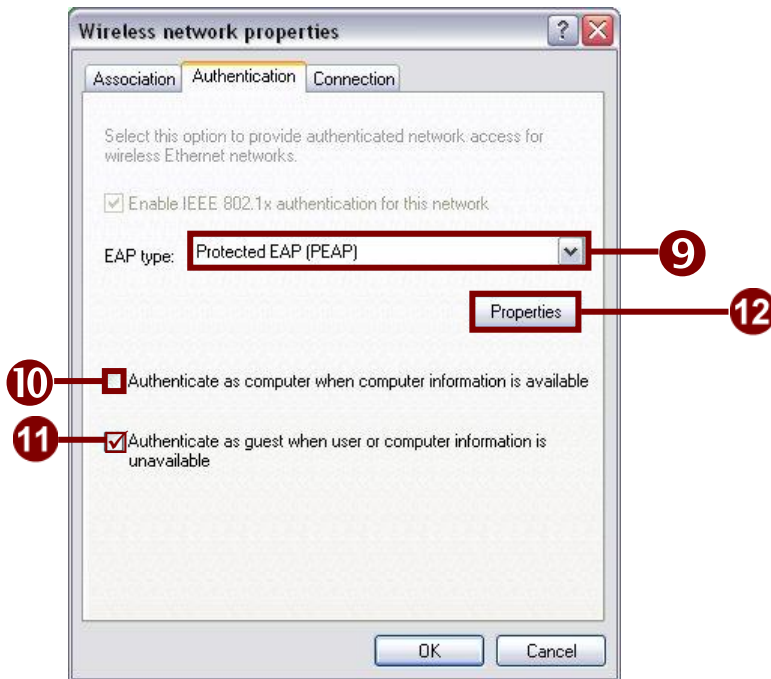 Wireless network properties
?
Association Authentication Connection
Select this option to provide authenticated network access for
wireless Ethernet networks.
Enable IEEE 802.1x authentication for this network
EAP type: Protected EAP (PEAP) 9
Properties 12
10 Authenticate as computer when computer information is available
11 Authenticate as guest when user or computer information is
unavailable
OK Cancel